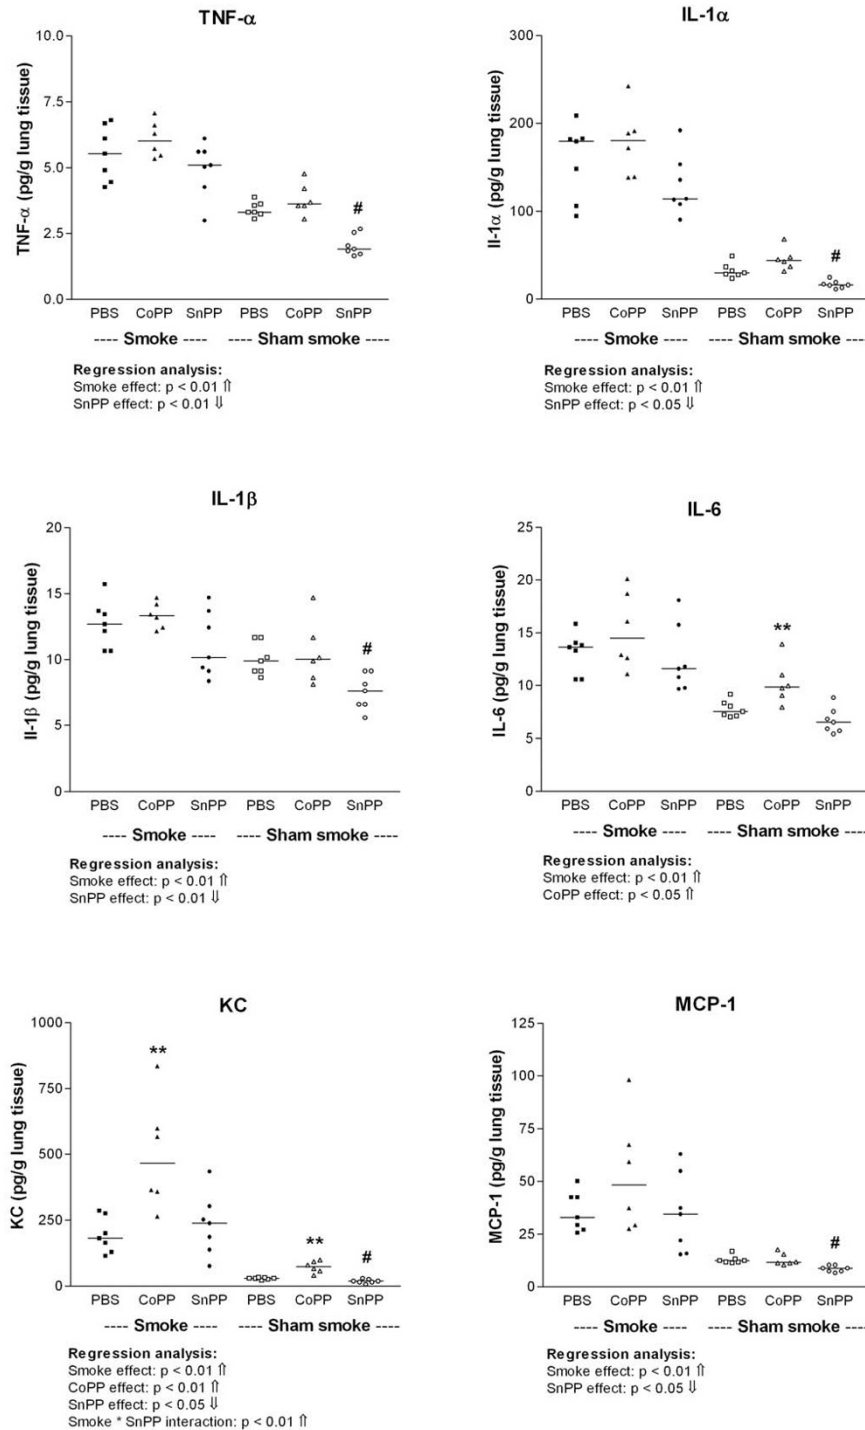 TNF-α
TNF-α (pg/g lung tissue)
10.0
7.5
5.0
2.5
0.0
#
PBS CoPP SnPP PBS CoPP SnPP
---- Smoke ---- ---- Sham smoke ----
Regression analysis:
Smoke effect: p < 0.01 ⇑
SnPP effect: p < 0.01 ⇓
IL-1α
Il-1α (pg/g lung tissue)
300
200
100
0
#
PBS CoPP SnPP PBS CoPP SnPP
---- Smoke ---- ---- Sham smoke ----
Regression analysis:
Smoke effect: p < 0.01 ⇑
SnPP effect: p < 0.05 ⇓
IL-1β
Il-1β (pg/g lung tissue)
20
15
10
5
0
#
PBS CoPP SnPP PBS CoPP SnPP
---- Smoke ---- ---- Sham smoke ----
Regression analysis:
Smoke effect: p < 0.01 ⇑
SnPP effect: p < 0.01 ⇓
IL-6
IL-6 (pg/g lung tissue)
25
20
15
10
5
0
**
PBS CoPP SnPP PBS CoPP SnPP
---- Smoke ---- ---- Sham smoke ----
Regression analysis:
Smoke effect: p < 0.01 ⇑
CoPP effect: p < 0.05 ⇑
KC
KC (pg/g lung tissue)
1000
750
500
250
0
**
**
#
PBS CoPP SnPP PBS CoPP SnPP
---- Smoke ---- ---- Sham smoke ----
Regression analysis:
Smoke effect: p < 0.01 ⇑
CoPP effect: p < 0.01 ⇑
SnPP effect: p < 0.05 ⇓
Smoke * SnPP interaction: p < 0.01 ⇑
MCP-1
MCP-1 (pg/g lung tissue)
125
100
75
50
25
0
#
PBS CoPP SnPP PBS CoPP SnPP
---- Smoke ---- ---- Sham smoke ----
Regression analysis:
Smoke effect: p < 0.01 ⇑
SnPP effect: p < 0.05 ⇓